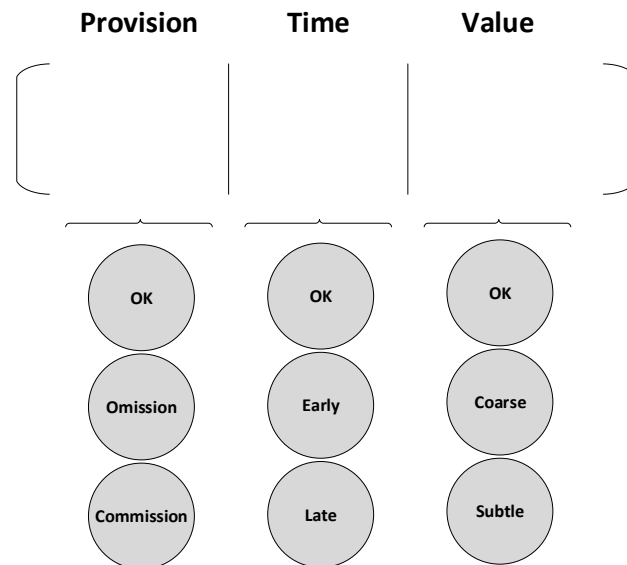 Provision Time Value
OK OK OK
Omission Early Coarse
Commission Late Subtle